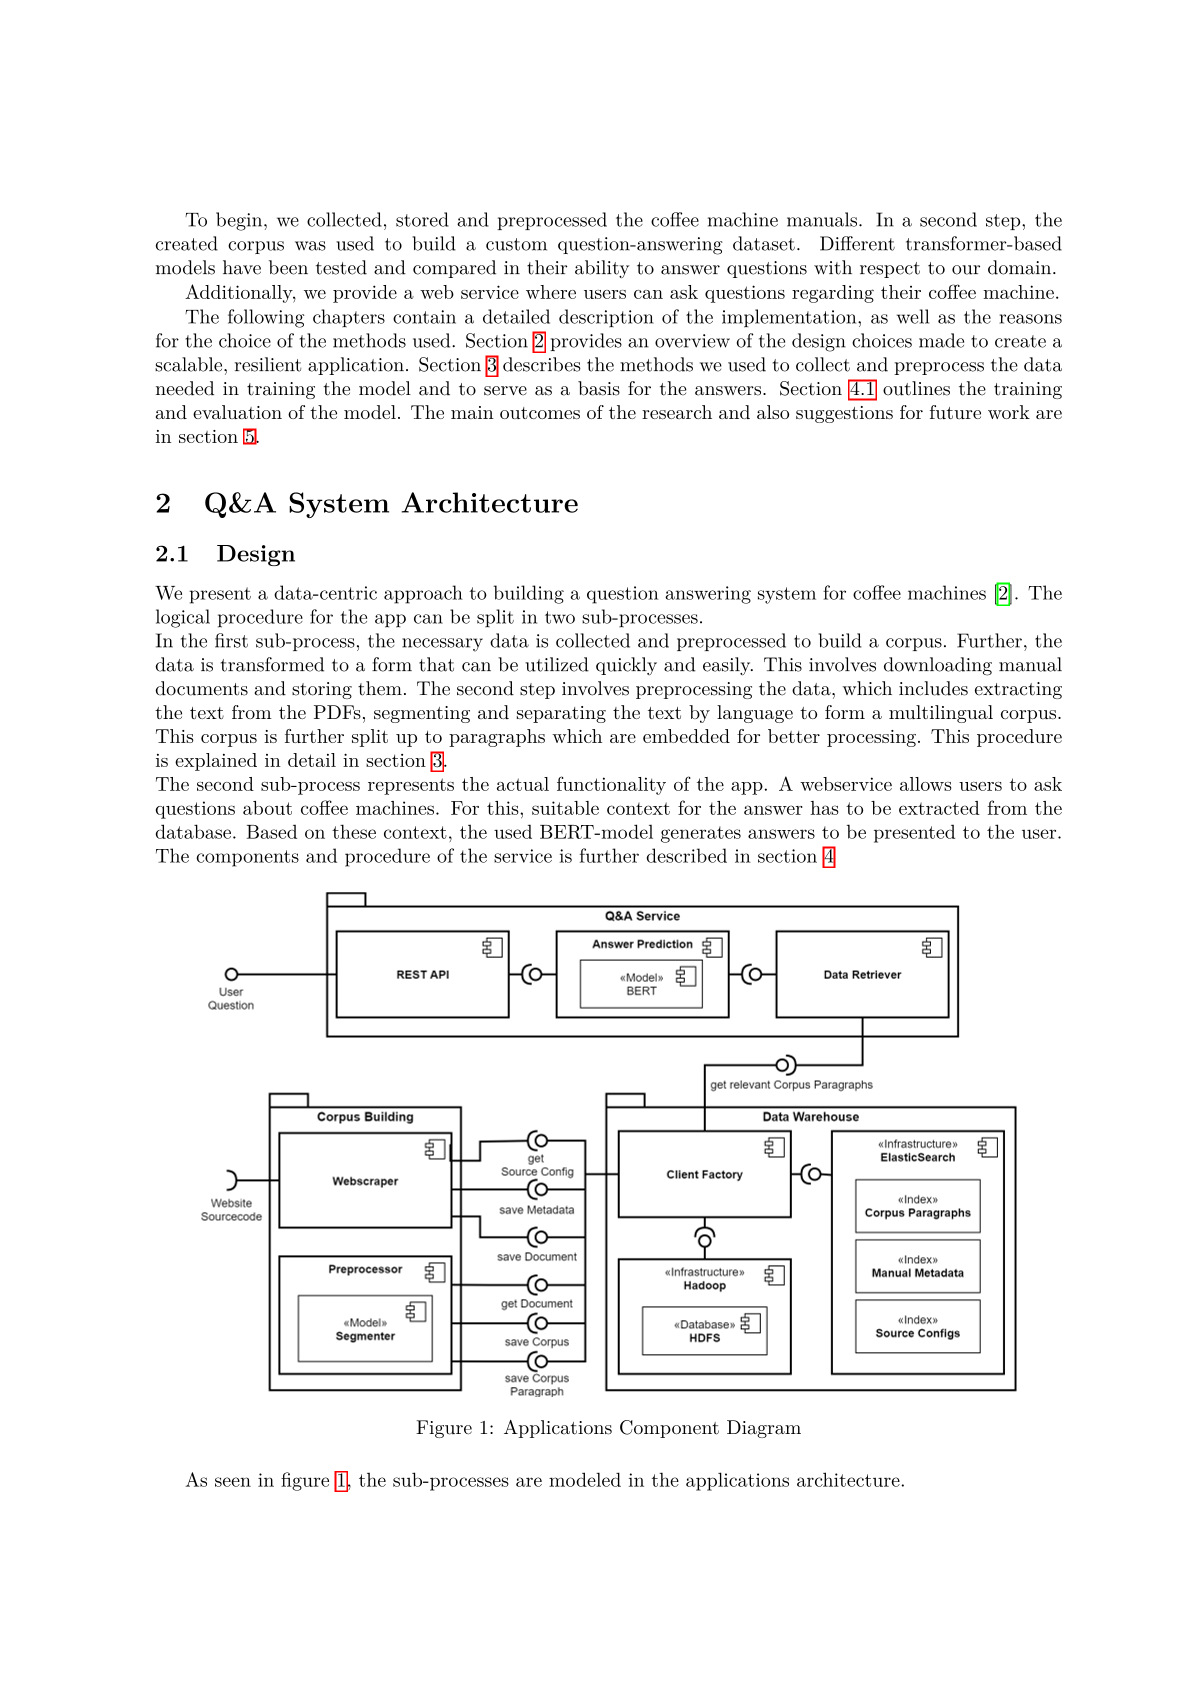 To begin, we collected, stored and preprocessed the coffee machine manuals. In a second step, the
created corpus was used to build a custom question-answering dataset. Different transformer-based
models have been tested and compared in their ability to answer questions with respect to our domain.
Additionally, we provide a web service where users can ask questions regarding their coffee machine.
The following chapters contain a detailed description of the implementation, as well as the reasons
for the choice of the methods used. Section 2 provides an overview of the design choices made to create a
scalable, resilient application. Section 3 describes the methods we used to collect and preprocess the data
needed in training the model and to serve as a basis for the answers. Section 4.1 outlines the training
and evaluation of the model. The main outcomes of the research and also suggestions for future work are
in section 5.
2 Q&A System Architecture
2.1 Design
We present a data-centric approach to building a question answering system for coffee machines [2]. The
logical procedure for the app can be split in two sub-processes.
In the first sub-process, the necessary data is collected and preprocessed to build a corpus. Further, the
data is transformed to a form that can be utilized quickly and easily. This involves downloading manual
documents and storing them. The second step involves preprocessing the data, which includes extracting
the text from the PDFs, segmenting and separating the text by language to form a multilingual corpus.
This corpus is further split up to paragraphs which are embedded for better processing. This procedure
is explained in detail in section 3.
The second sub-process represents the actual functionality of the app. A webservice allows users to ask
questions about coffee machines. For this, suitable context for the answer has to be extracted from the
database. Based on these context, the used BERT-model generates answers to be presented to the user.
The components and procedure of the service is further described in section 4
Q&A Service
REST API
Answer Prediction
«Model»
BERT
Data Retriever
User
Question
get relevant Corpus Paragraphs
Corpus Building
Webscraper
Website
Sourcecode
Preprocessor
«Model»
Segmenter
get
Source Config
save Metadata
save Document
get Document
save Corpus
save Corpus
Paragraph
Data Warehouse
Client Factory
«Infrastructure»
Hadoop
«Database»
HDFS
«Infrastructure»
ElasticSearch
«Index»
Corpus Paragraphs
«Index»
Manual Metadata
«Index»
Source Configs
Figure 1: Applications Component Diagram
As seen in figure 1, the sub-processes are modeled in the applications architecture.